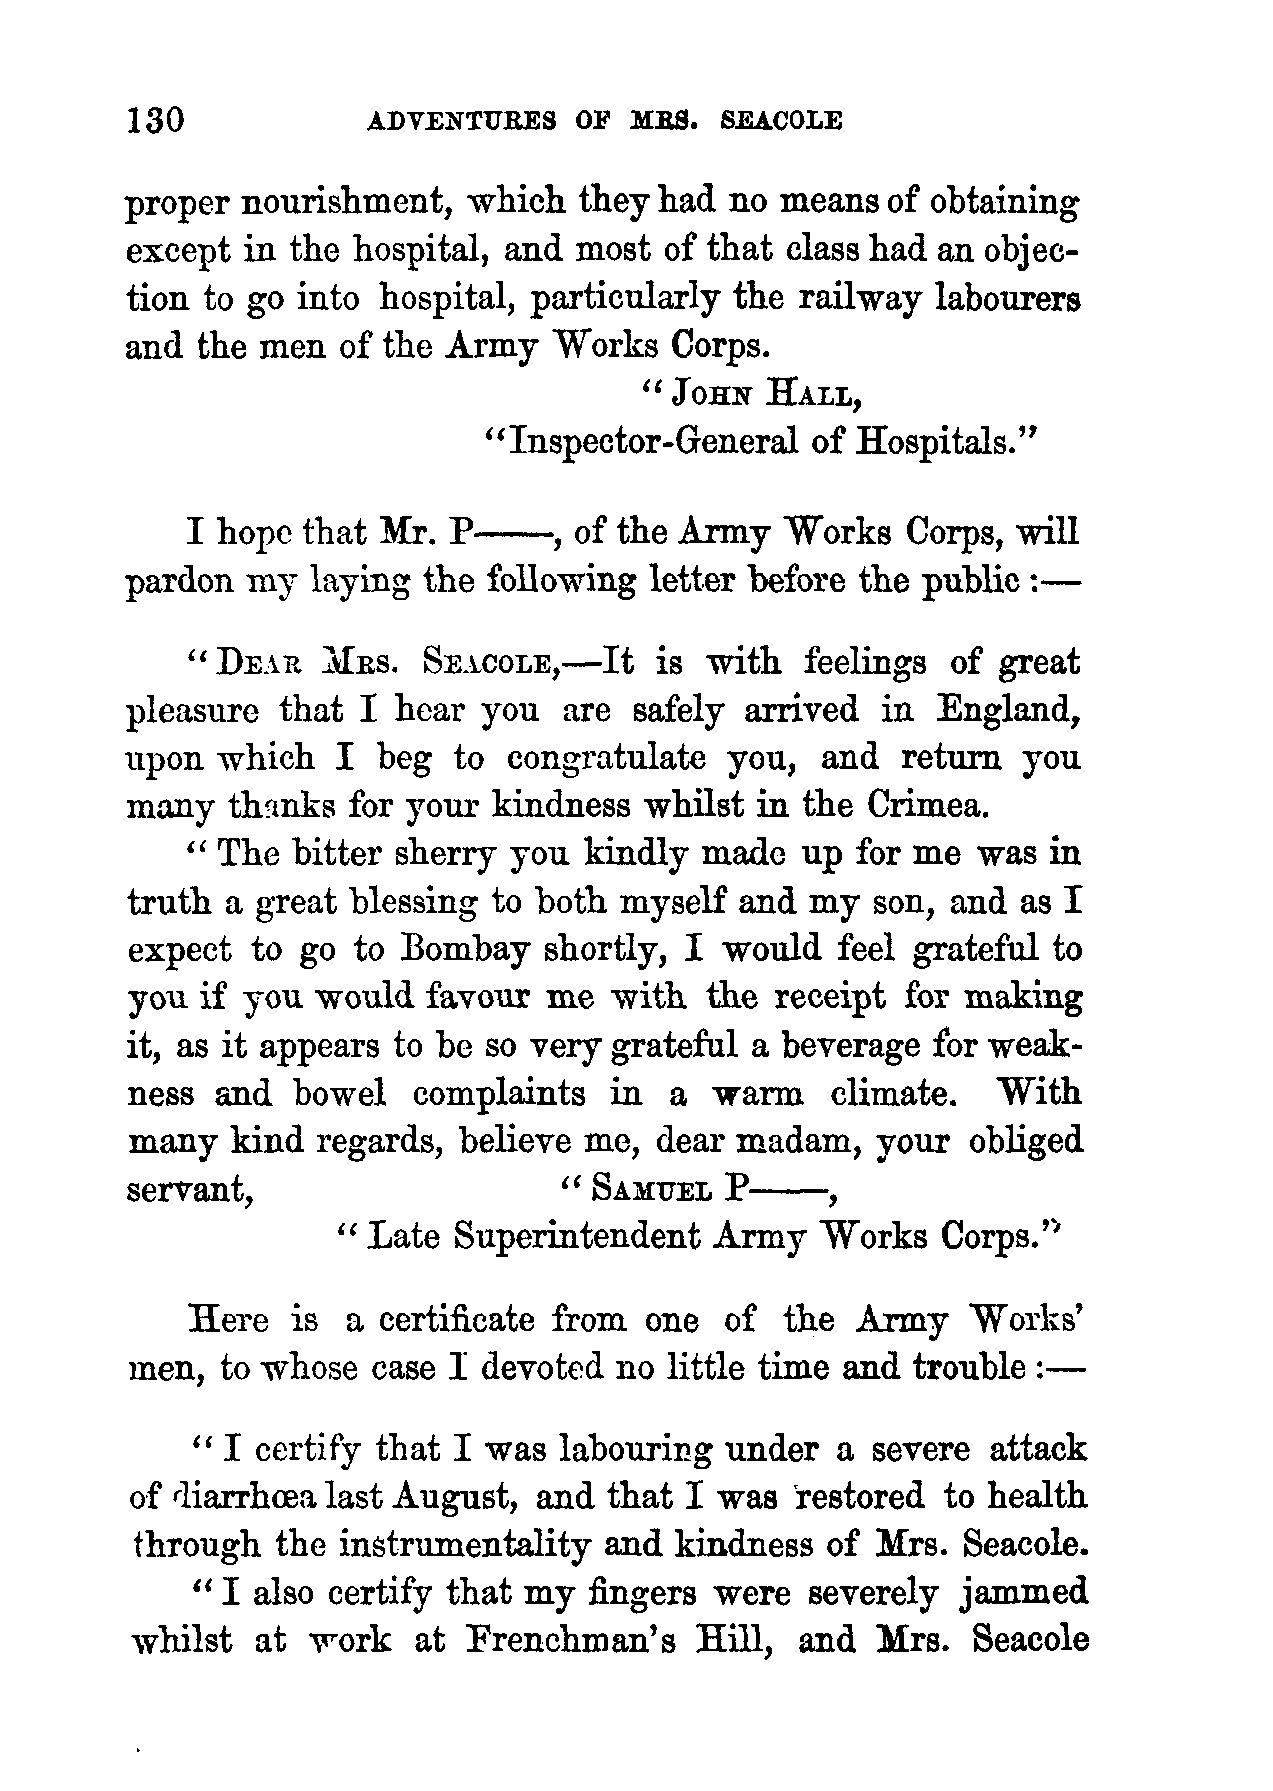 130 ADVENTURES OF MRS. SEACOLE
proper nourishment, which they had no means of obtaining
except in the hospital, and most of that class had an objec-
tion to go into hospital, particularly the railway labourers
and the men of the Army Works Corps.
“ JOHN HALL,
“Inspector-General of Hospitals.”
I hope that Mr. P——, of the Army Works Corps, will
pardon my laying the following letter before the public :—
“ DEAR MRS. SEACOLE,—It is with feelings of great
pleasure that I hear you are safely arrived in England,
upon which I beg to congratulate you, and return you
many thanks for your kindness whilst in the Crimea.
“ The bitter sherry you kindly made up for me was in
truth a great blessing to both myself and my son, and as I
expect to go to Bombay shortly, I would feel grateful to
you if you would favour me with the receipt for making
it, as it appears to be so very grateful a beverage for weak-
ness and bowel complaints in a warm climate. With
many kind regards, believe me, dear madam, your obliged
servant, “ SAMUEL P——,
“ Late Superintendent Army Works Corps.”
Here is a certificate from one of the Army Works’
men, to whose case I devoted no little time and trouble :—
“ I certify that I was labouring under a severe attack
of diarrhœa last August, and that I was restored to health
through the instrumentality and kindness of Mrs. Seacole.
“ I also certify that my fingers were severely jammed
whilst at work at Frenchman’s Hill, and Mrs. Seacole